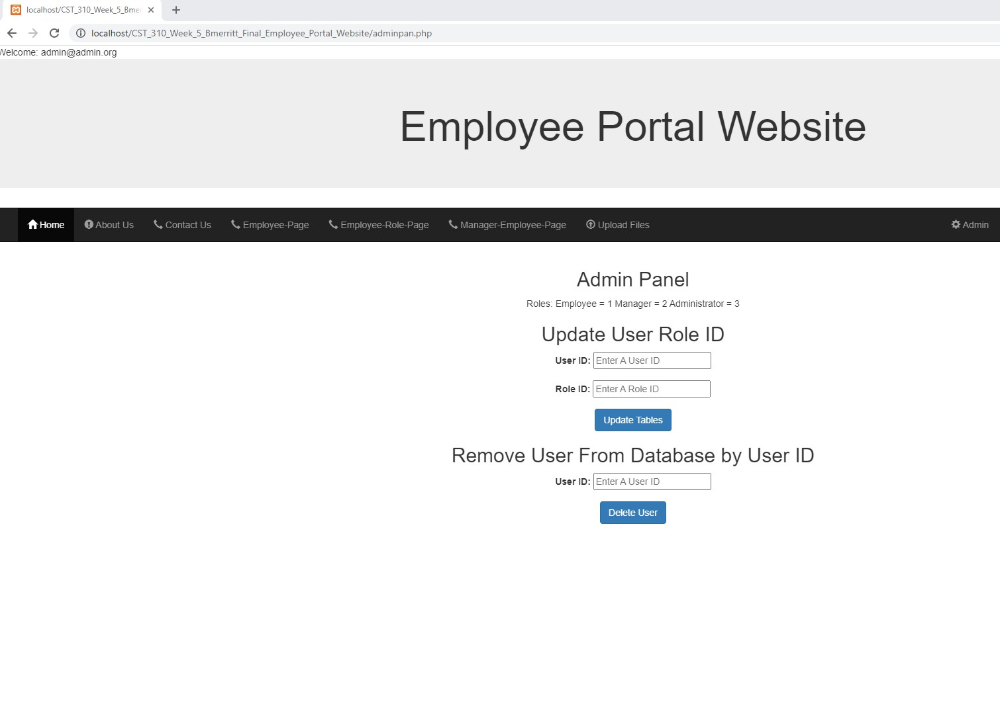 localhost/CST_310_Week_5_Bmer
localhost/CST_310_Week_5_Bmerritt_Final_Employee_Portal_Website/adminpan.php
Welcome: admin@admin.org
Employee Portal Website
Home About Us Contact Us Employee-Page Employee-Role-Page Manager-Employee-Page Upload Files Admin
Admin Panel
Roles: Employee = 1 Manager = 2 Administrator = 3
Update User Role ID
User ID: Enter A User ID
Role ID: Enter A Role ID
Update Tables
Remove User From Database by User ID
User ID: Enter A User ID
Delete User